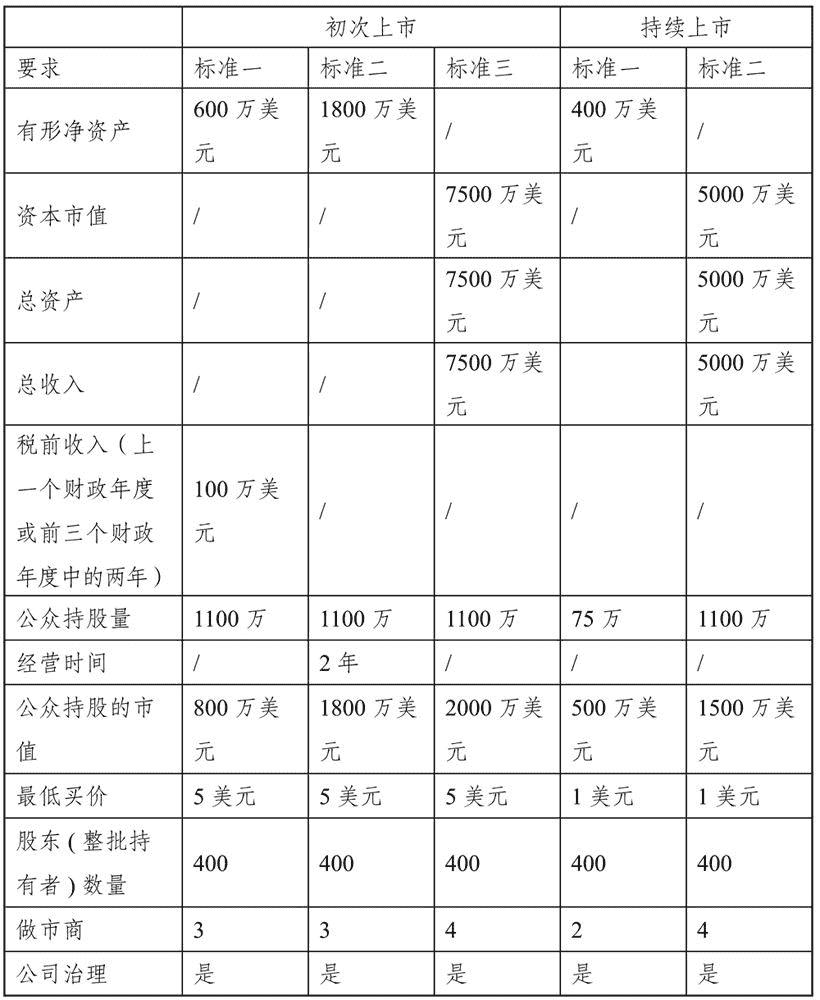 初次上市 持续上市
要求 标准一 标准二 标准三 标准一 标准二
有形净资产 600 万美元 1800 万美元 / 400 万美元 /
资本市值 / / 7500 万美元 / 5000 万美元
总资产 / / 7500 万美元 5000 万美元
总收入 / / 7500 万美元 5000 万美元
税前收入（上一个财政年度或前三个财政年度中的两年） 100 万美元 / / / /
公众持股量 1100 万 1100 万 1100 万 75 万 1100 万
经营时间 / 2 年 / / /
公众持股的市值 800 万美元 1800 万美元 2000 万美元 500 万美元 1500 万美元
最低买价 5 美元 5 美元 5 美元 1 美元 1 美元
股东(整批持有者)数量 400 400 400 400 400
做市商 3 3 4 2 4
公司治理 是 是 是 是 是